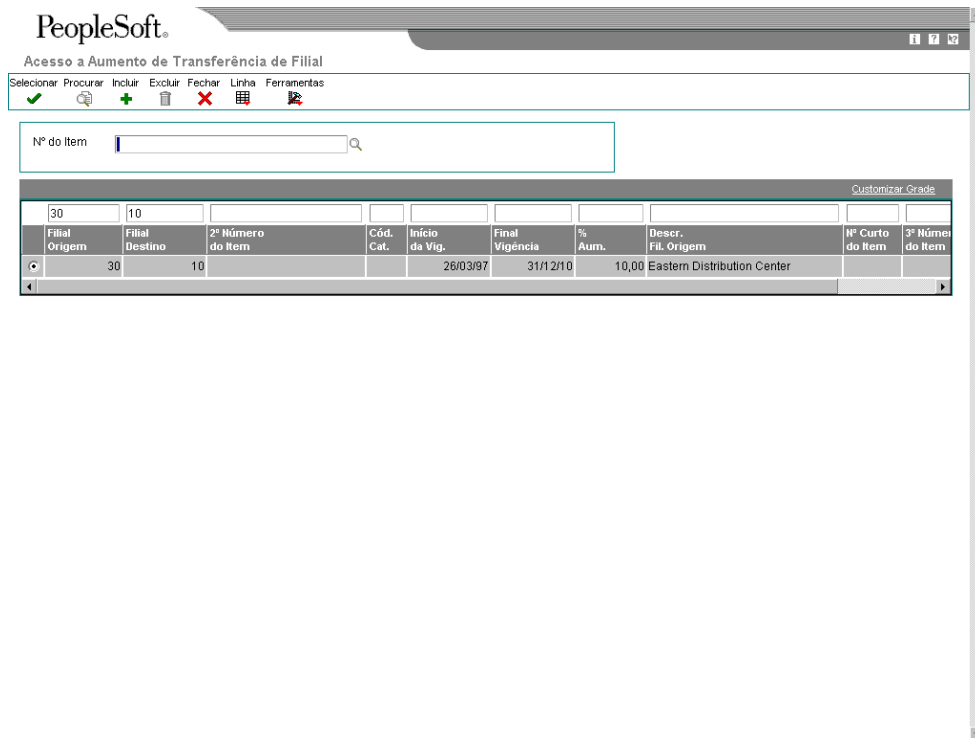 PeopleSoft®
Acesso a Aumento de Transferência de Filial
Selecionar Procurar Incluir Excluir Fechar Linha Ferramentas
Nº do Item
Customizar Grade
30 10
Filial Origem Filial Destino 2º Número do Item Cód. Cat. Início da Vig. Final Vigência % Aum. Descr. Fil. Origem Nº Curto do Item 3º Númer do Item
30 10 26/03/97 31/12/10 10,00 Eastern Distribution Center